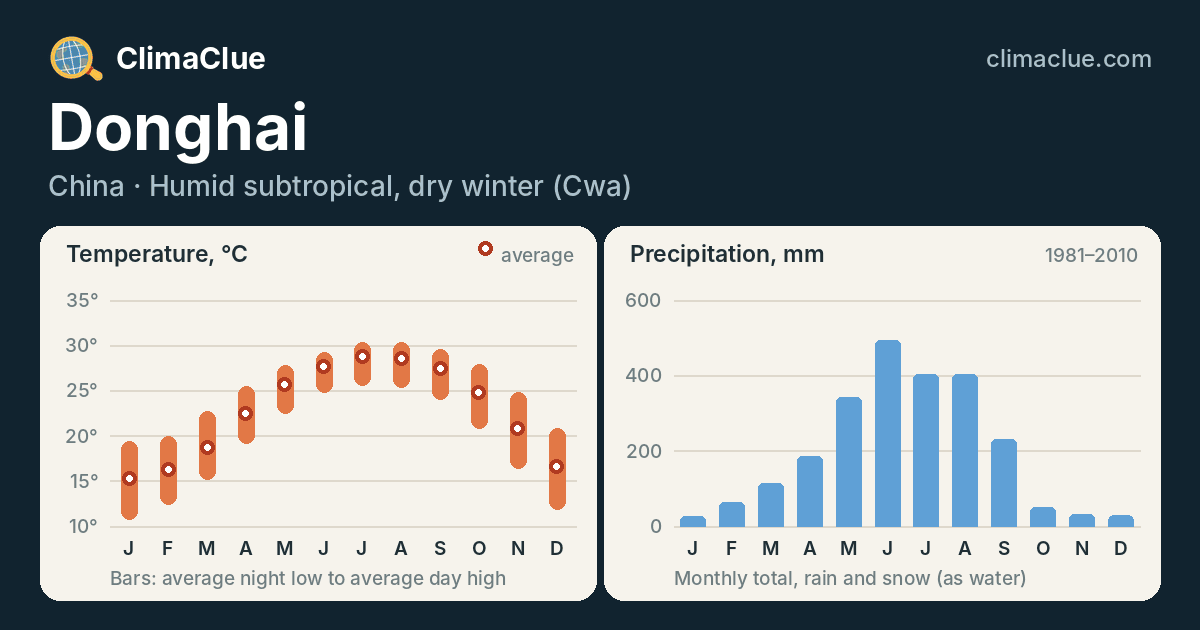 ClimaClue
climaclue.com
Donghai
China · Humid subtropical, dry winter (Cwa)
Temperature, °C
average
35°
30°
25°
20°
15°
10°
J F M A M J J A S O N D
Bars: average night low to average day high
Precipitation, mm
1981–2010
600
400
200
0
J F M A M J J A S O N D
Monthly total, rain and snow (as water)